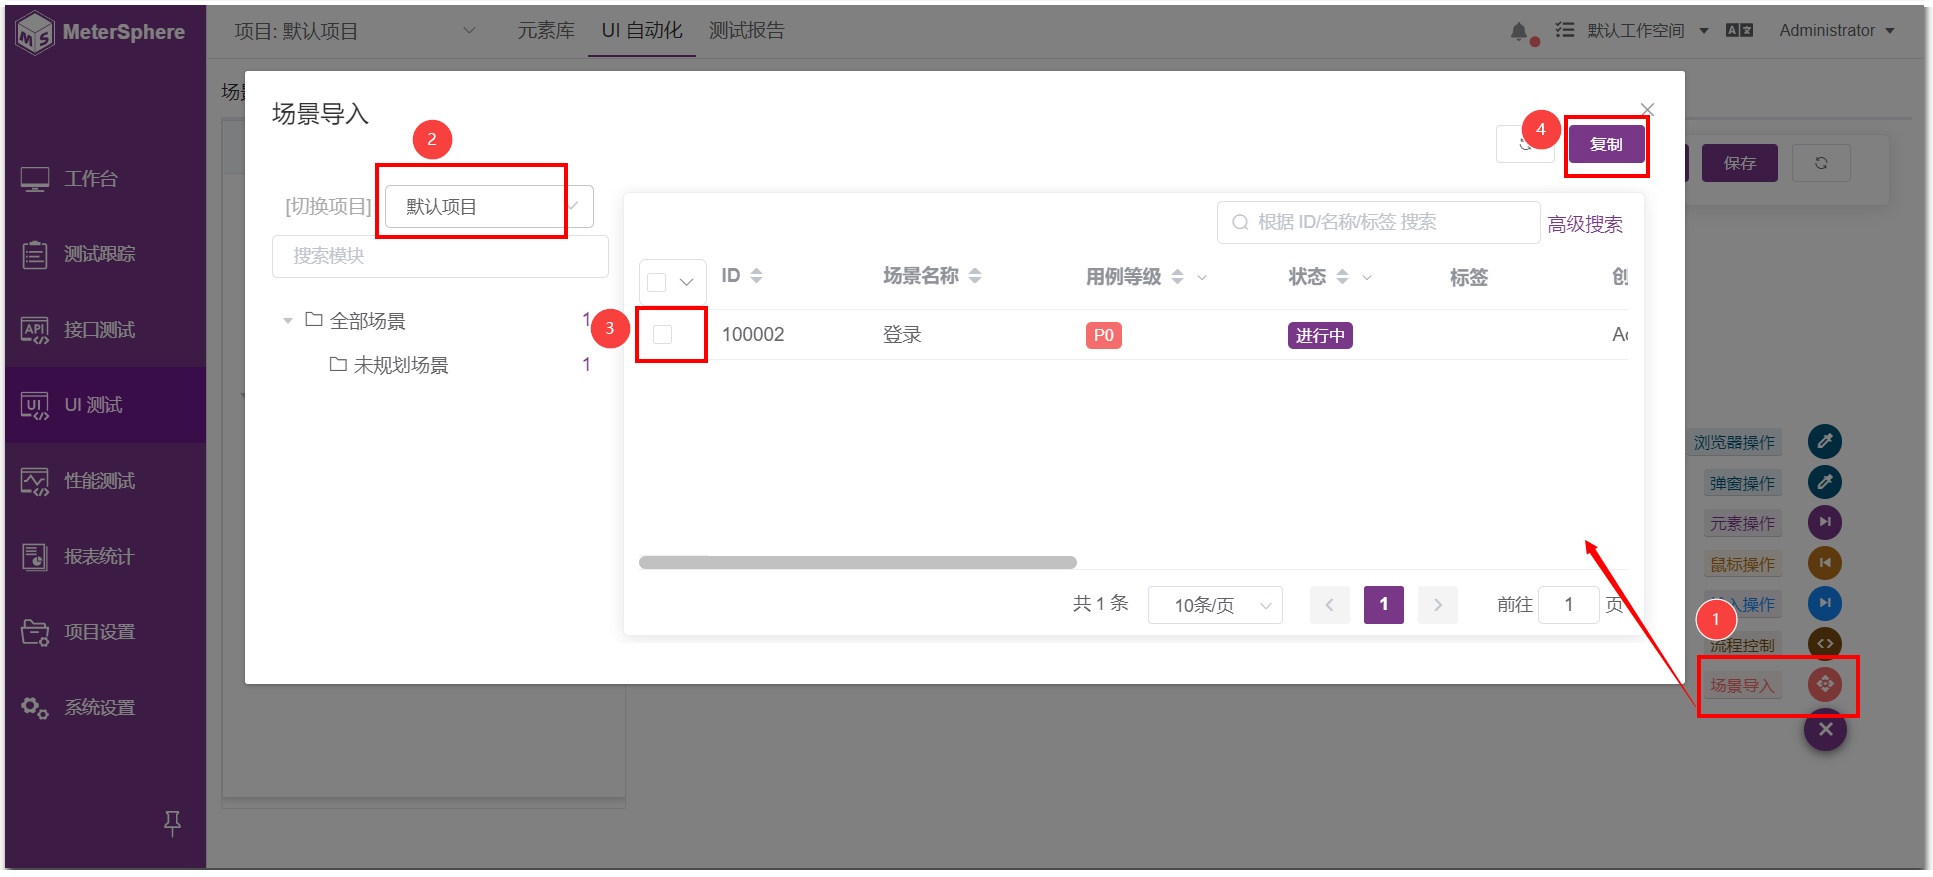 MeterSphere
项目: 默认项目
元素库
UI 自动化
测试报告
默认工作空间
Administrator
工作台
测试跟踪
接口测试
UI 测试
性能测试
报表统计
项目设置
系统设置
场景导入
2
4
复制
保存
[切换项目]
默认项目
搜索模块
全部场景
1
未规划场景
1
根据 ID/名称/标签 搜索
高级搜索
ID
场景名称
用例等级
状态
标签
创
3
100002
登录
P0
进行中
共 1 条
10条/页
1
前往
1
页
浏览器操作
弹窗操作
元素操作
鼠标操作
入操作
1
流程控制
场景导入